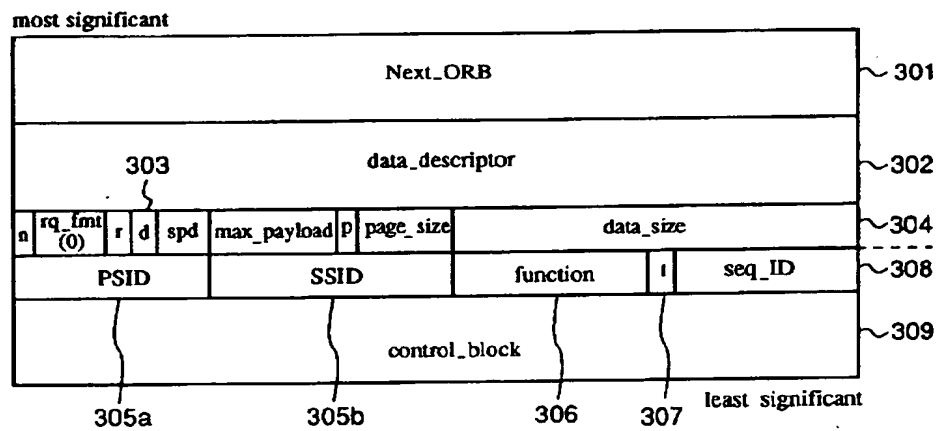 most significant
Next_ORB
301
data_descriptor
302
303
n rq_fmt (0) r d spd max_payload p page_size data_size
304
PSID SSID function t seq_ID
308
control_block
309
least significant
305a 305b 306 307